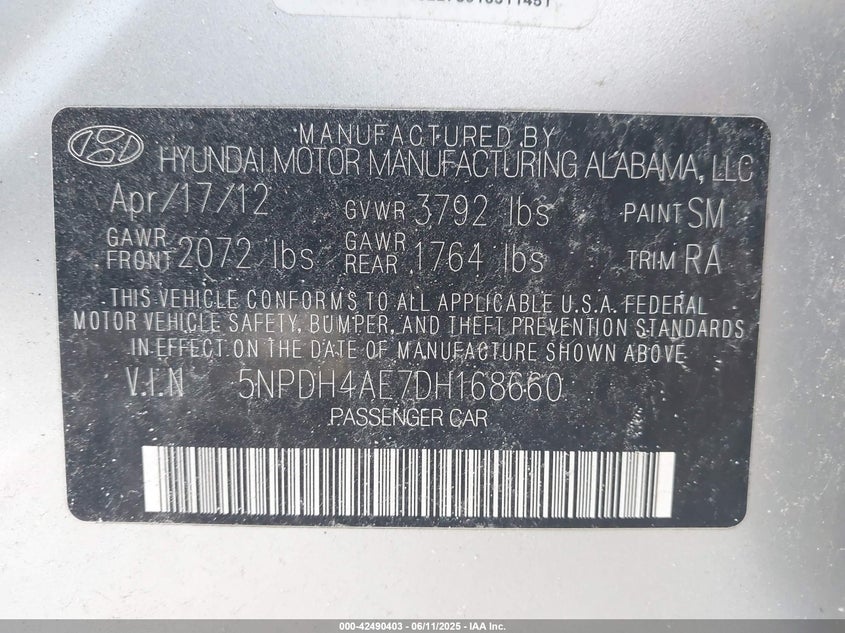 MANUFACTURED BY
HYUNDAI MOTOR MANUFACTURING ALABAMA, LLC
Apr/17/12 GVWR 3792 lbs PAINT SM
GAWR FRONT 2072 lbs GAWR REAR 1764 lbs TRIM RA
THIS VEHICLE CONFORMS TO ALL APPLICABLE U.S.A. FEDERAL
MOTOR VEHICLE SAFETY, BUMPER, AND THEFT PREVENTION STANDARDS
IN EFFECT ON THE DATE OF MANUFACTURE SHOWN ABOVE
V.I.N 5NPDH4AE7DH168660
PASSENGER CAR
000-42490403 - 06/11/2025 - IAA Inc.